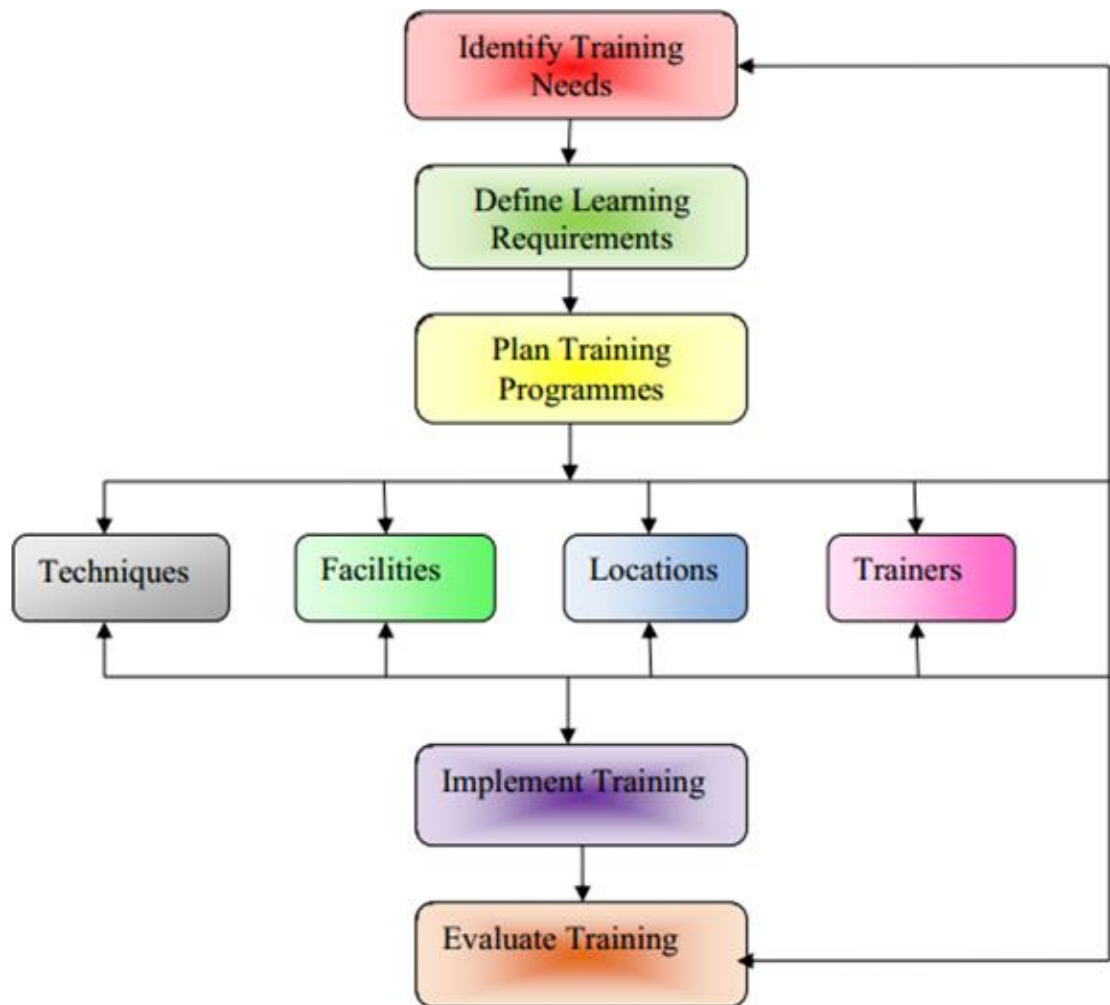 Identify Training
Needs
Define Learning
Requirements
Plan Training
Programmes
Techniques
Facilities
Locations
Trainers
Implement Training
Evaluate Training